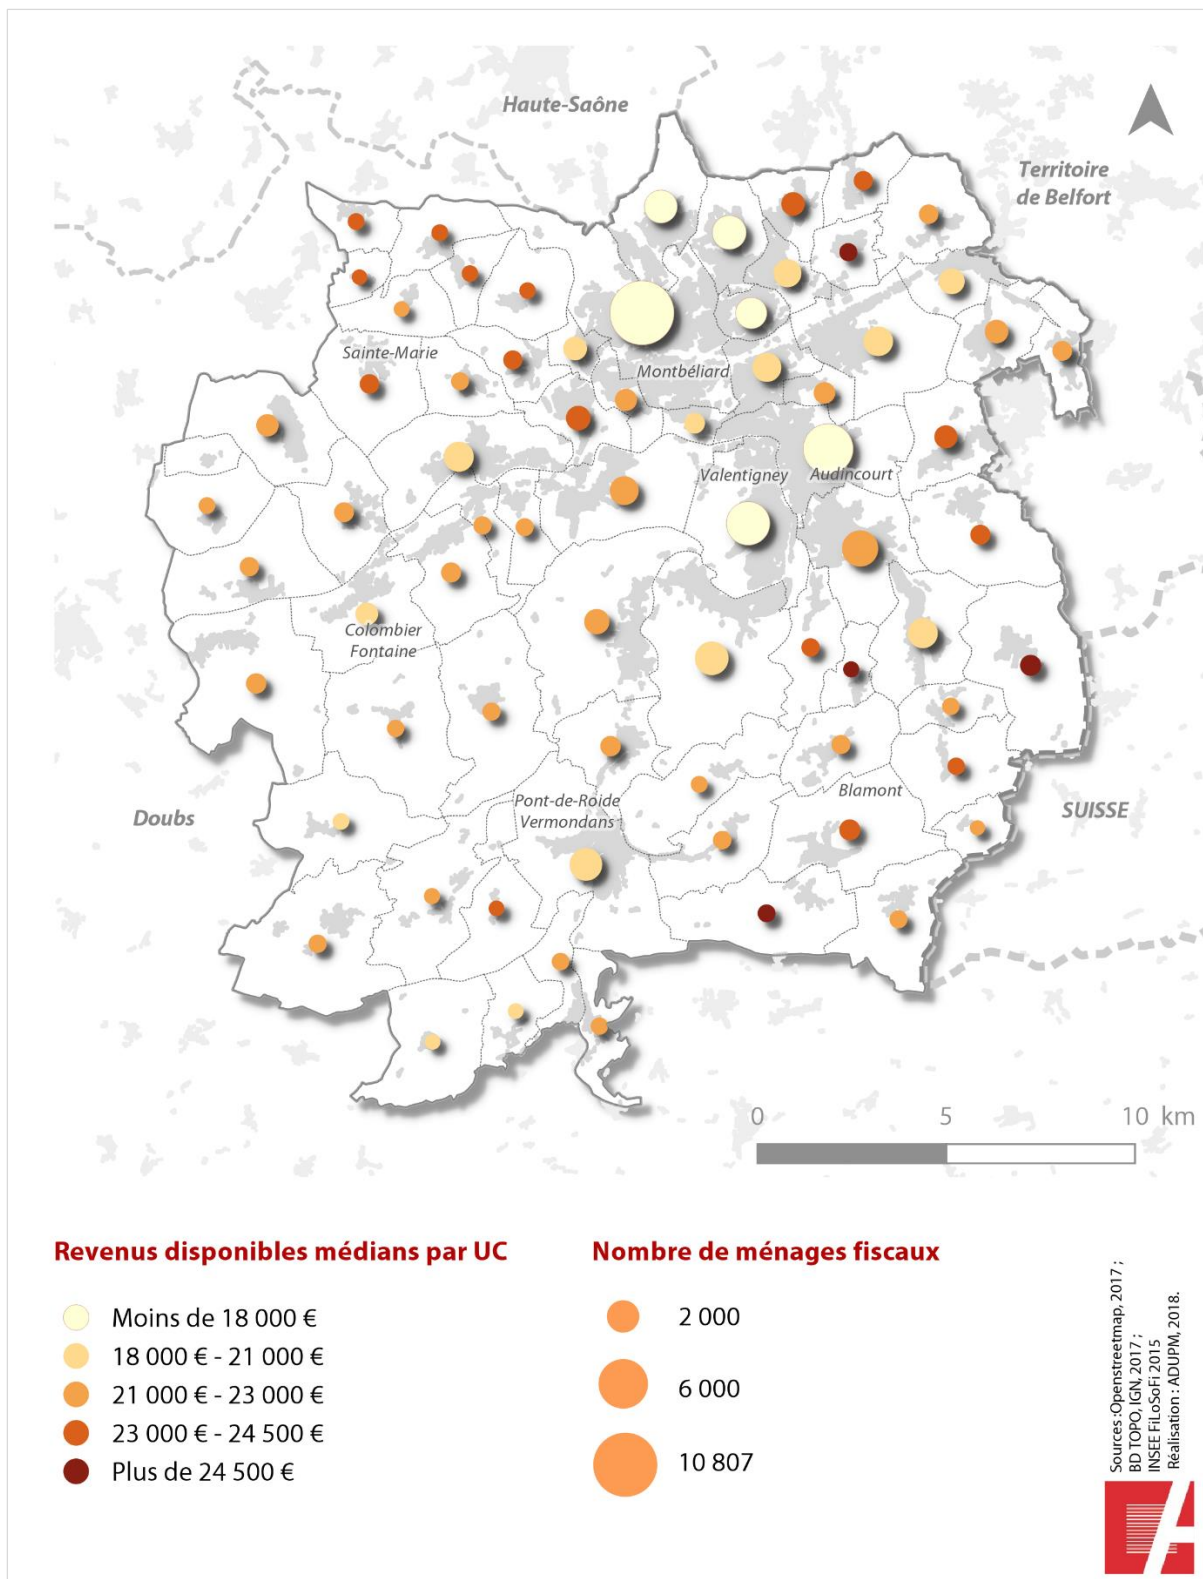 Haute-Saône
Territoire
de Belfort
Sainte-Marie
Montbéliard
Valentigney
Audincourt
Colombier
Fontaine
Doubs
Pont-de-Roide
Vermondans
Blamont
SUISSE
0 5 10 km
Revenus disponibles médians par UC
Moins de 18 000 €
18 000 € - 21 000 €
21 000 € - 23 000 €
23 000 € - 24 500 €
Plus de 24 500 €
Nombre de ménages fiscaux
2 000
6 000
10 807
Sources :Openstreetmap, 2017 ;
BD TOPO, IGN, 2017 ;
INSEE FiLoSoFi 2015
Réalisation : ADUPM, 2018.